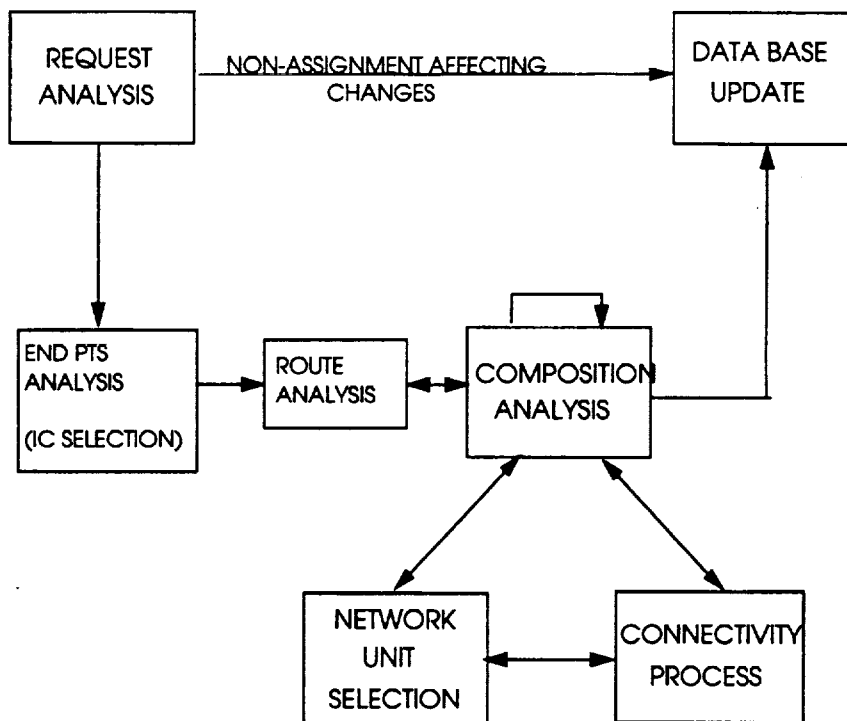 REQUEST
ANALYSIS
NON-ASSIGNMENT AFFECTING
CHANGES
DATA BASE
UPDATE
END PTS
ANALYSIS
(IC SELECTION)
ROUTE
ANALYSIS
COMPOSITION
ANALYSIS
NETWORK
UNIT
SELECTION
CONNECTIVITY
PROCESS